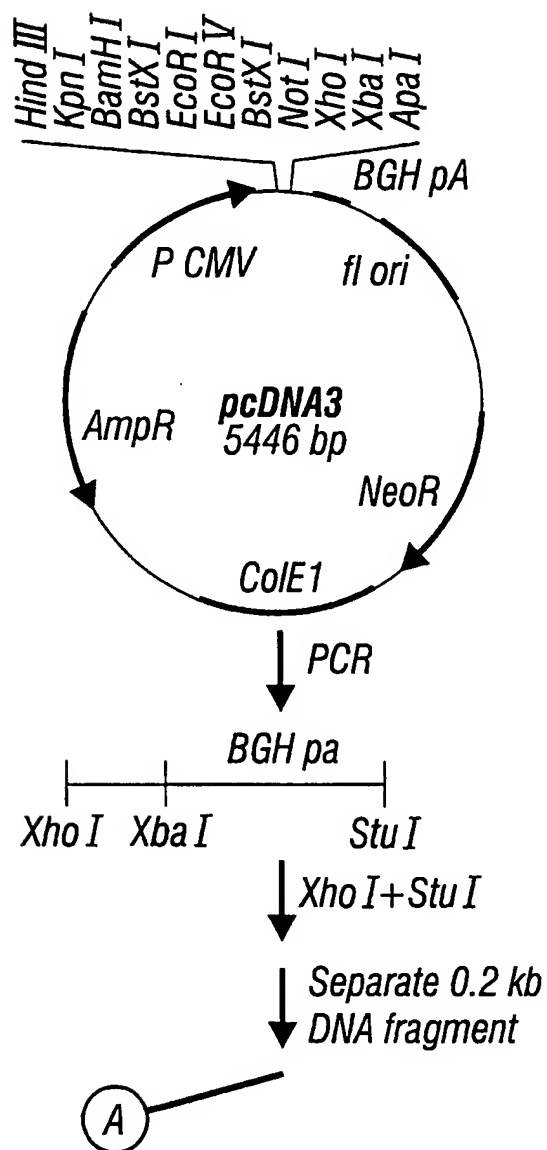 Hind III
Kpn I
BamH I
BstX I
EcoR I
EcoR V
BstX I
Not I
Xho I
Xba I
Apa I
BGH pA
P CMV
fl ori
AmpR
pcDNA3
5446 bp
NeoR
ColE1
PCR
BGH pa
Xho I
Xba I
Stu I
Xho I+Stu I
Separate 0.2 kb
DNA fragment
A